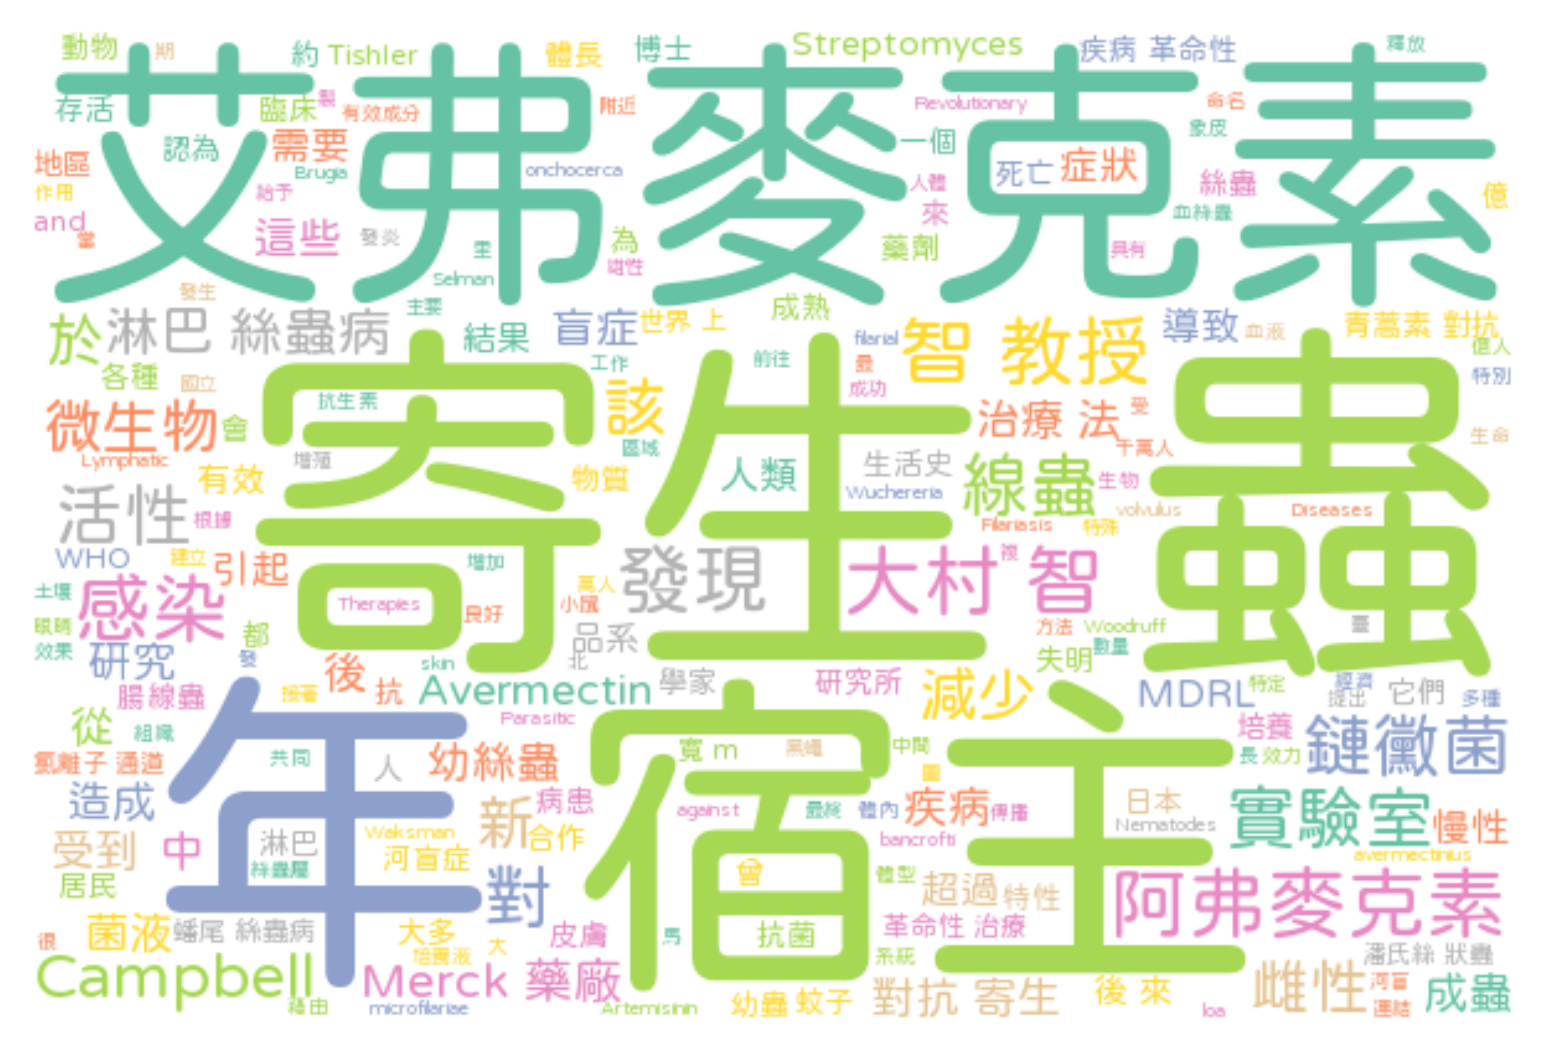 動物 期 約 Tishler 體長 博士 Streptomyces 疾病 革命性 釋放
艾弗麥克素
存活 臨床 製 有效成分 附近 Revolutionary 命名
象皮
認為 需要 一個
地區 Brugia onchocerca 死亡 症狀
作用 給予 人體 絲蟲 億
and 來 血絲蟲
當 這些 發炎 里 為 藥劑 具有
雄性
Selman
發生 主要 成熟
於 淋巴 絲蟲病 結果 盲症 世界 上 智 教授 導致 血液 青蒿素 對抗
filarial 億人
各種 國立 工作 前往 最 特別
成功
寄生蟲
微生物 會 抗生素 該 治療 法 受
區域 千萬人 生命
Lymphatic 增殖
有效 物質 人類 生活史 線蟲 生物
活性 根據 Wuchereria volvulus Diseases
Filariasis 特殊
WHO 建立 引起 增加 發現 大村 智 複
土壤 感染 萬人
Therapies 良好 小鼠
眼睛 都 品系 方法 Woodruff 臺
效果 研究 發 skin 北 失明 數量
後 抗 Avermectin 學家 研究所 減少 MDRL 特定 經濟 它們
腸線蟲 接著 提出 多種
Parasitic
年 宿主
從 組織 培養 鏈黴菌
氯離子 通道 共同 人 幼絲蟲 寬 m 黑蠅 中間 長 效力
圖
造成 新 病患 against 最終 體內 疾病 傳播 日本 實驗室 慢性
Waksman 合作 Nematodes
受到 中 淋巴 河盲症 bancrofti avermectinius
絲蟲屬 曾 體型
居民 對 超過 特性 阿弗麥克素
菌液 蟠尾 絲蟲病 大多 皮膚 馬 抗菌 革命性 治療
很 培養液 大 系統 潘氏絲 狀蟲
Campbell Merck 藥廠 雌性 河盲 成蟲
幼蟲 蚊子 對抗 寄生 後 來
藉由 microfilariae Artemisinin loa 連結